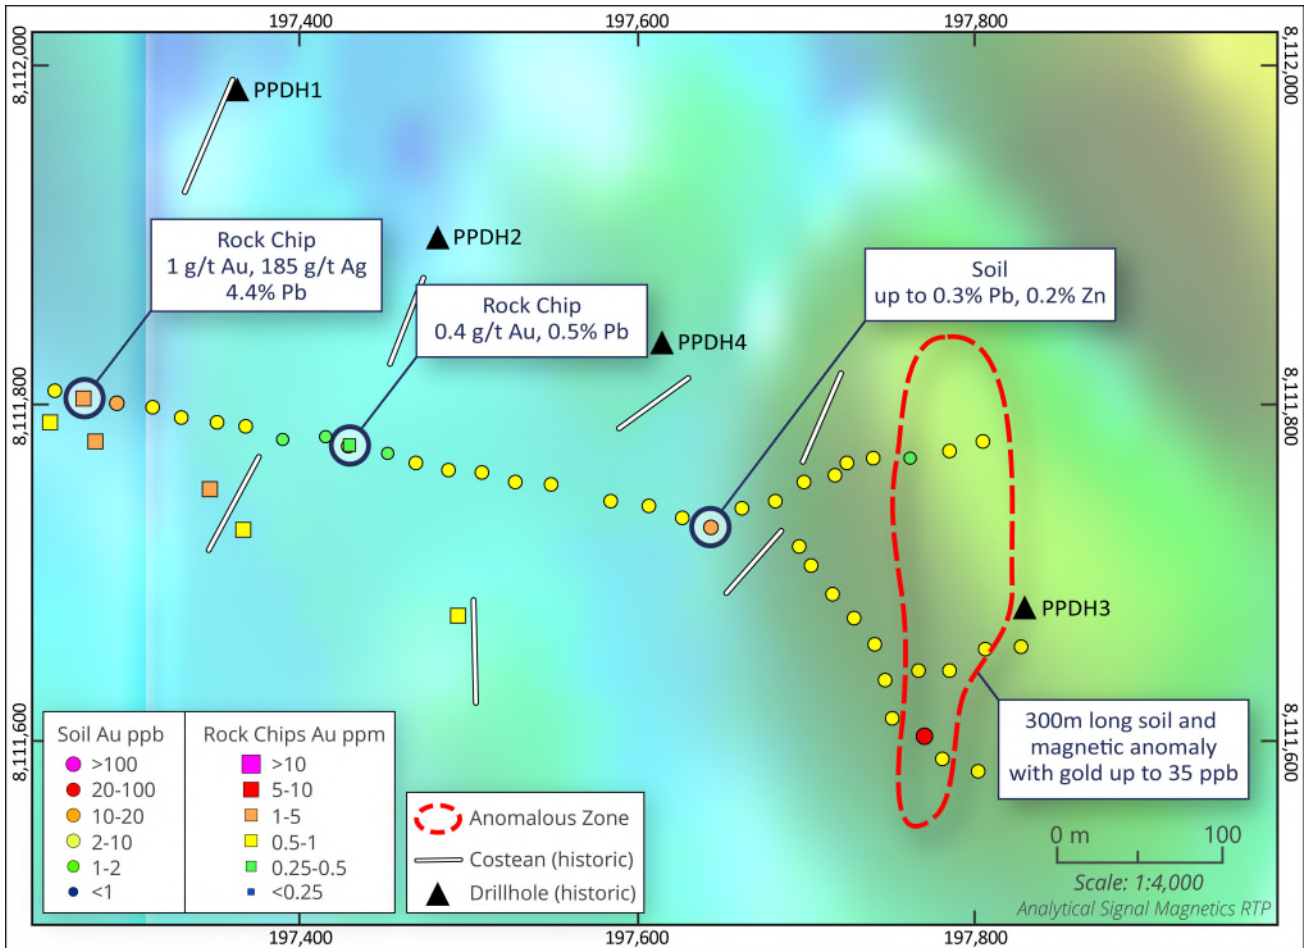 197,400
197,600
197,800
8,1112,000
8,1112,000
PPDH1
Rock Chip
1 g/t Au, 185 g/t Ag
4.4% Pb
PPDH2
Rock Chip
0.4 g/t Au, 0.5% Pb
Soil
up to 0.3% Pb, 0.2% Zn
PPDH4
8,111,800
8,111,800
PPDH3
300m long soil and
magnetic anomaly
with gold up to 35 ppb
8,111,600
8,111,600
Soil Au ppb
>100
20-100
10-20
2-10
1-2
<1
Rock Chips Au ppm
>10
5-10
1-5
0.5-1
0.25-0.5
<0.25
Anomalous Zone
Costean (historic)
Drillhole (historic)
0 m 100
Scale: 1:4,000
Analytical Signal Magnetics RTP
197,400
197,600
197,800